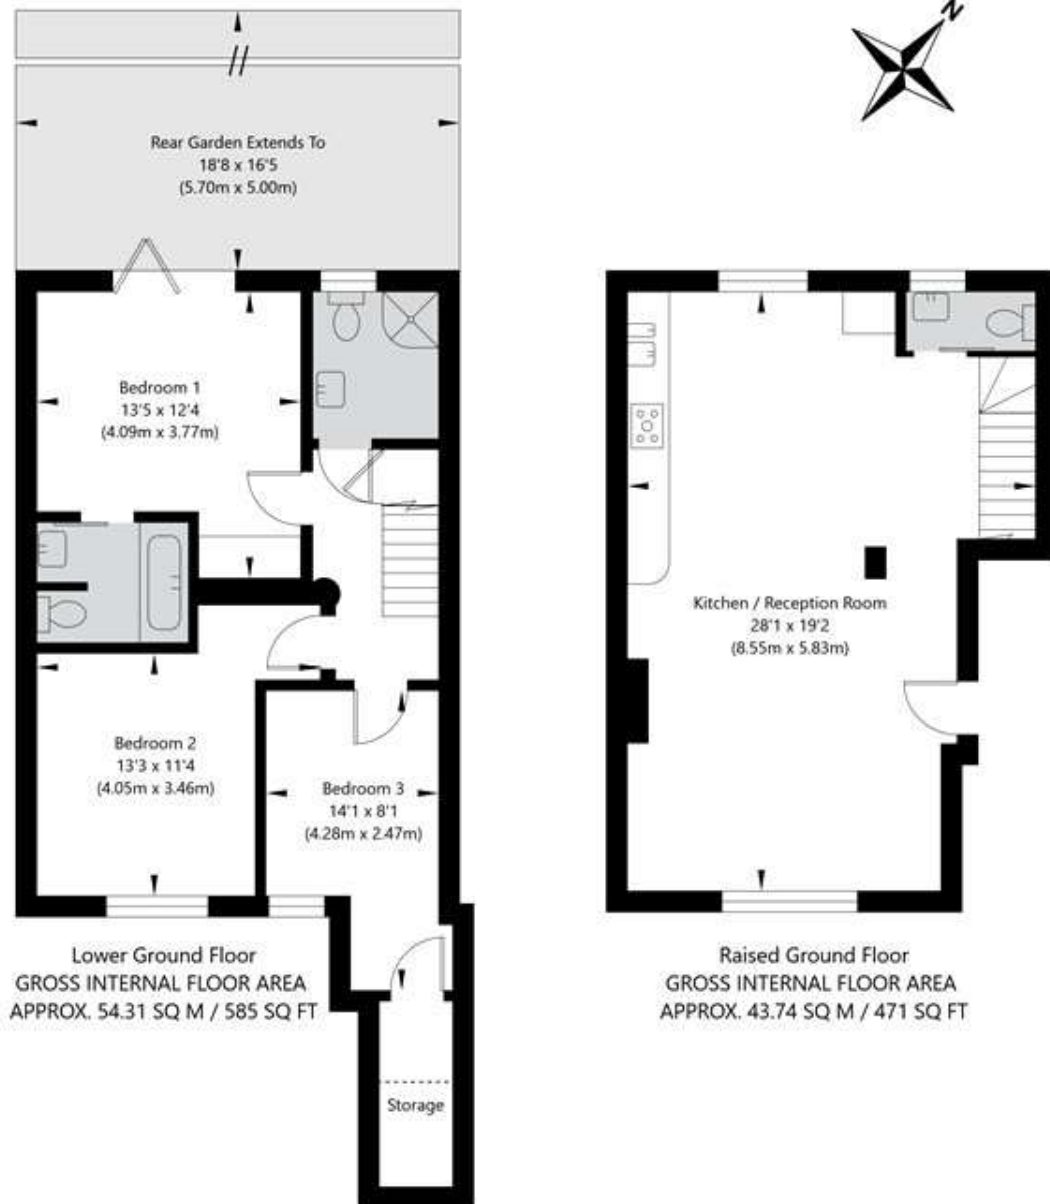 N
Rear Garden Extends To
18'8 x 16'5
(5.70m x 5.00m)
Bedroom 1
13'5 x 12'4
(4.09m x 3.77m)
Bedroom 2
13'3 x 11'4
(4.05m x 3.46m)
Bedroom 3
14'1 x 8'1
(4.28m x 2.47m)
Storage
Lower Ground Floor
GROSS INTERNAL FLOOR AREA
APPROX. 54.31 SQ M / 585 SQ FT
Kitchen / Reception Room
28'1 x 19'2
(8.55m x 5.83m)
Raised Ground Floor
GROSS INTERNAL FLOOR AREA
APPROX. 43.74 SQ M / 471 SQ FT